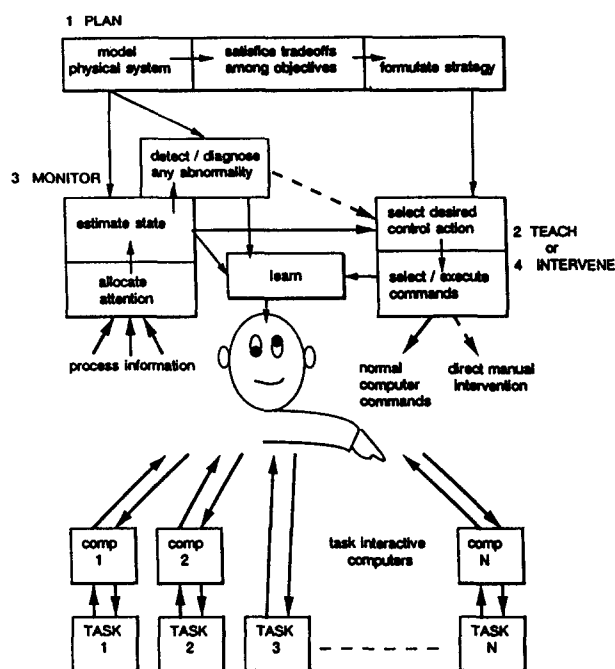 1 PLAN
model
physical system
satisfice tradeoffs
among objectives
formulate strategy
detect / diagnose
any abnormality
3 MONITOR
estimate state
allocate
attention
process information
learn
select desired
control action
select / execute
commands
2 TEACH
or
4 INTERVENE
normal
computer
commands
direct manual
intervention
comp
1
comp
2
task interactive
computers
comp
N
TASK
1
TASK
2
TASK
3
TASK
N